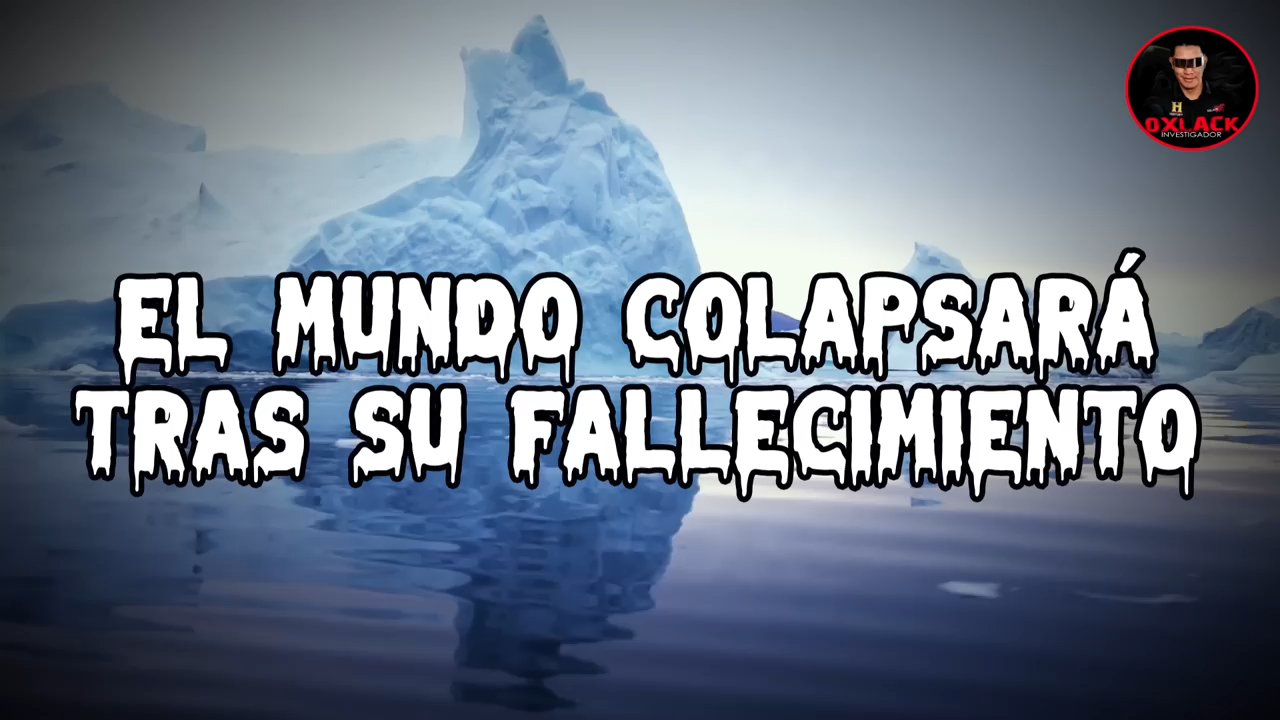 OXLACK
INVESTIGADOR
EL MUNDO COLAPSARÁ
TRAS SU FALLECIMIENTO